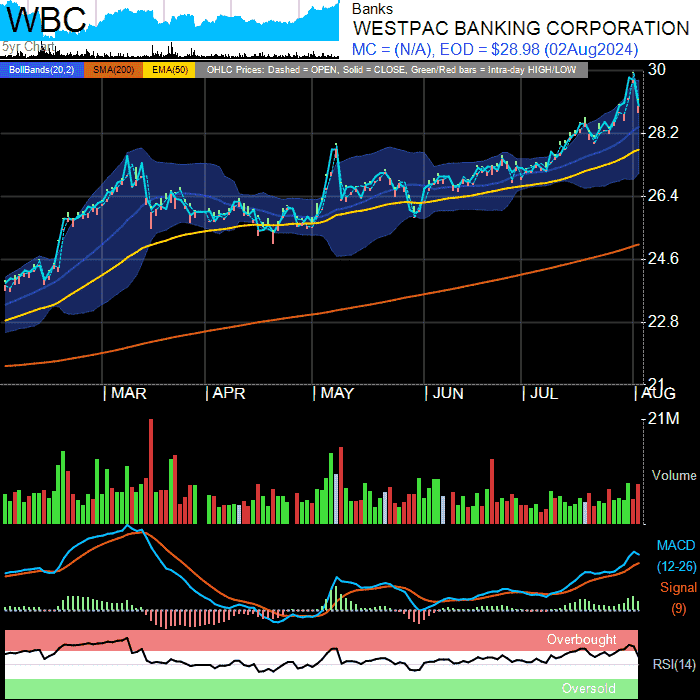 WBC
5yr Chart
Banks
WESTPAC BANKING CORPORATION
MC = (N/A), EOD = $28.98 (02Aug2024)
BollBands(20,2) SMA(200) EMA(50) OHLC Prices: Dashed = OPEN, Solid = CLOSE, Green/Red bars = Intra-day HIGH/LOW
30
28.2
26.4
24.6
22.8
21
MAR APR MAY JUN JUL AUG
21M
Volume
MACD
(12-26)
Signal
(9)
Overbought
RSI(14)
Oversold